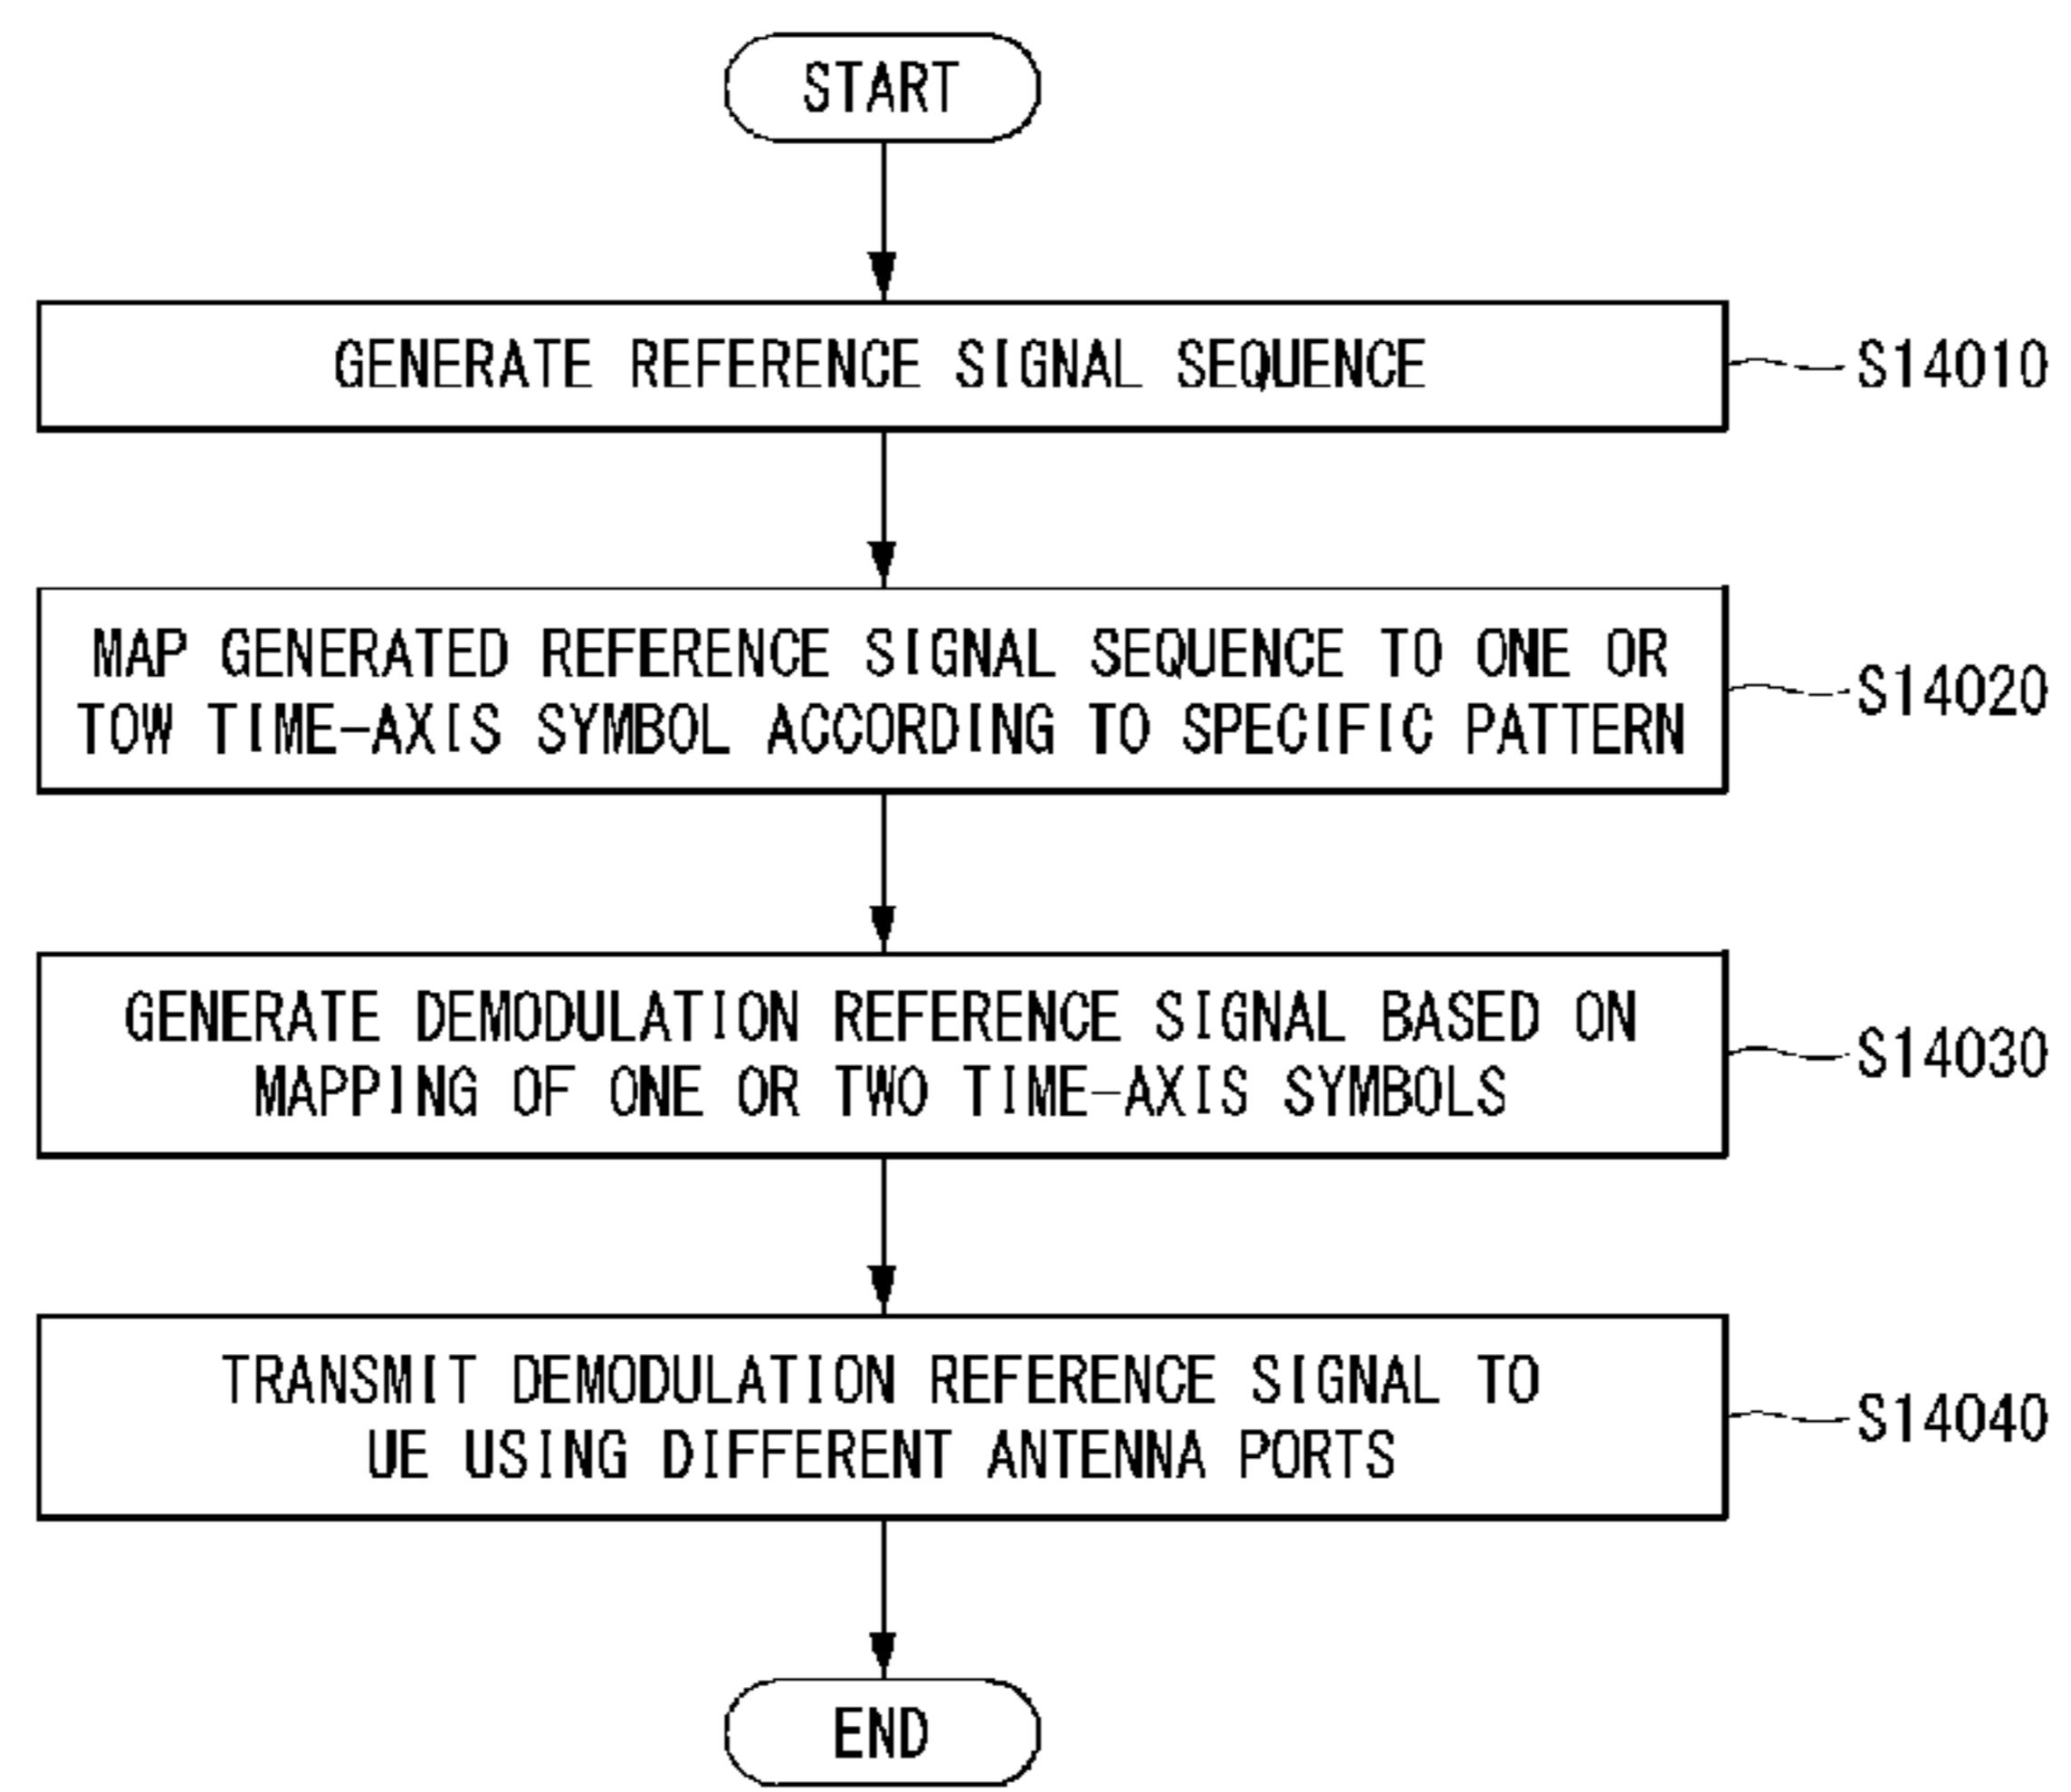 START
GENERATE REFERENCE SIGNAL SEQUENCE
S14010
MAP GENERATED REFERENCE SIGNAL SEQUENCE TO ONE OR
TOW TIME-AXIS SYMBOL ACCORDING TO SPECIFIC PATTERN
S14020
GENERATE DEMODULATION REFERENCE SIGNAL BASED ON
MAPPING OF ONE OR TWO TIME-AXIS SYMBOLS
S14030
TRANSMIT DEMODULATION REFERENCE SIGNAL TO
UE USING DIFFERENT ANTENNA PORTS
S14040
END